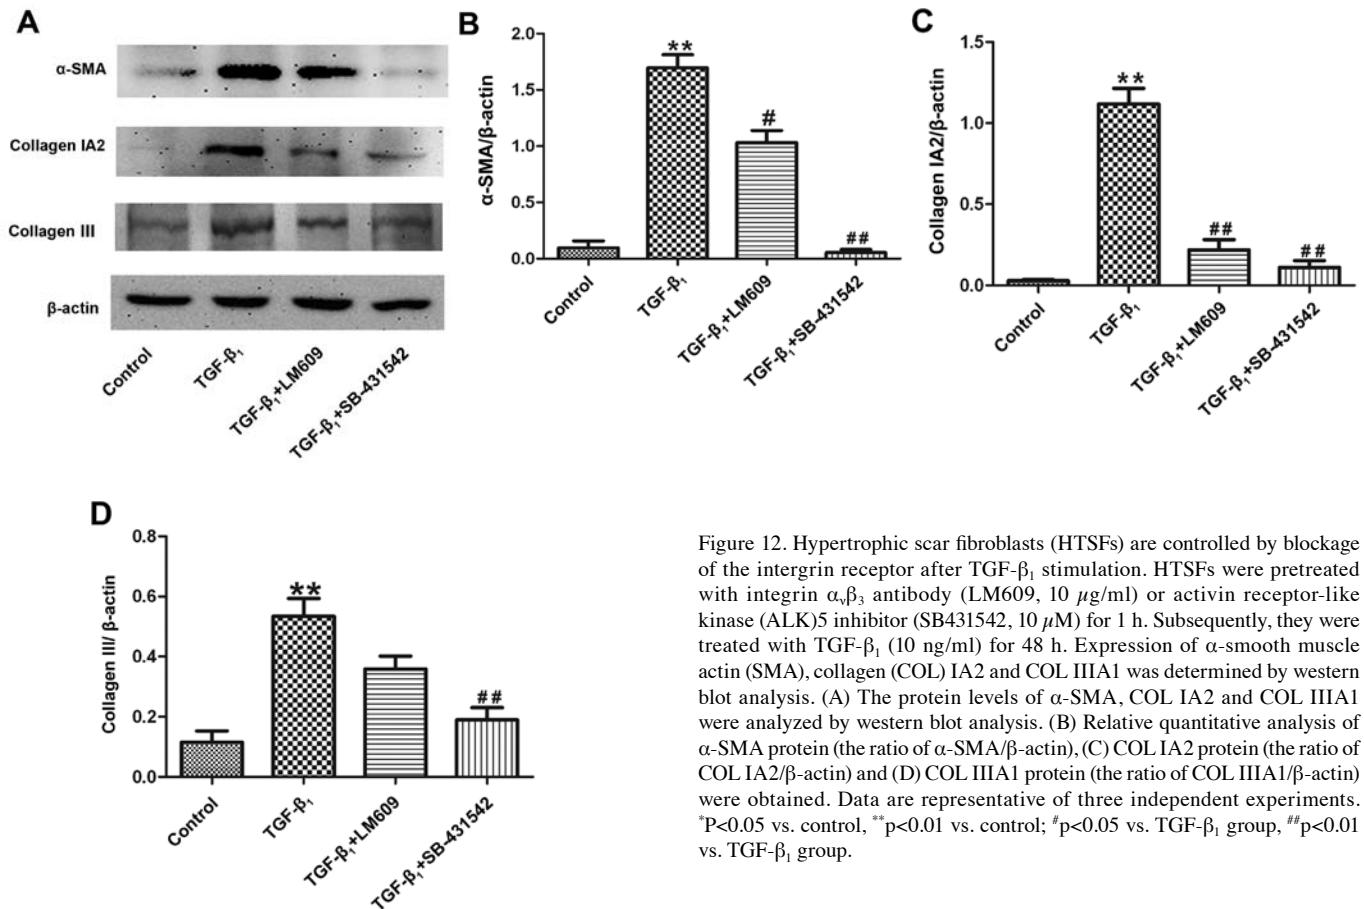 A
α-SMA
Collagen IA2
Collagen III
β-actin
Control
TGF-β₁
TGF-β₁+LM609
TGF-β₁+SB-431542
B
α-SMA/β-actin
2.0
1.5
1.0
0.5
0.0
**
#
##
Control
TGF-β₁
TGF-β₁+LM609
TGF-β₁+SB-431542
C
Collagen IA2/β-actin
1.5
1.0
0.5
0.0
**
##
##
Control
TGF-β₁
TGF-β₁+LM609
TGF-β₁+SB-431542
D
Collagen III/ β-actin
0.8
0.6
0.4
0.2
0.0
**
##
Control
TGF-β₁
TGF-β₁+LM609
TGF-β₁+SB-431542
Figure 12. Hypertrophic scar fibroblasts (HTSFs) are controlled by blockage
of the intergrin receptor after TGF-β₁ stimulation. HTSFs were pretreated
with integrin αᵥβ₃ antibody (LM609, 10 µg/ml) or activin receptor-like
kinase (ALK)5 inhibitor (SB431542, 10 µM) for 1 h. Subsequently, they were
treated with TGF-β₁ (10 ng/ml) for 48 h. Expression of α-smooth muscle
actin (SMA), collagen (COL) IA2 and COL IIIA1 was determined by western
blot analysis. (A) The protein levels of α-SMA, COL IA2 and COL IIIA1
were analyzed by western blot analysis. (B) Relative quantitative analysis of
α-SMA protein (the ratio of α-SMA/β-actin), (C) COL IA2 protein (the ratio of
COL IA2/β-actin) and (D) COL IIIA1 protein (the ratio of COL IIIA1/β-actin)
were obtained. Data are representative of three independent experiments.
*P<0.05 vs. control, **p<0.01 vs. control; #p<0.05 vs. TGF-β₁ group, ##p<0.01
vs. TGF-β₁ group.